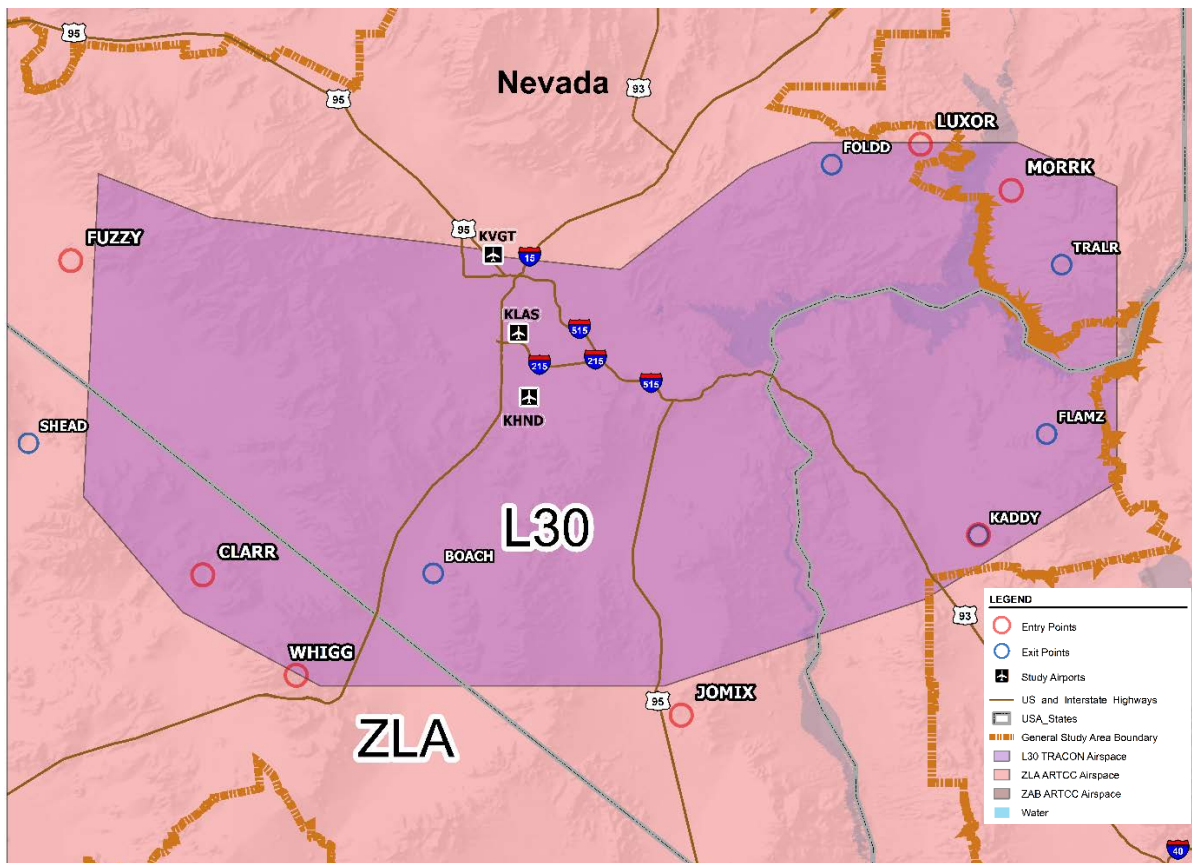 95
Nevada
93
95
LUXOR
FOLDD
MORRK
95
KVGT
FUZZY
15
TRALR
KLAS
515
215
215
515
KHND
SHEAD
FLAMZ
L30
KADDY
CLARR
BOACH
WHIGG
JOMIX
95
ZLA
93
40
LEGEND
Entry Points
Exit Points
Study Airports
US and Interstate Highways
USA_States
General Study Area Boundary
L30 TRACON Airspace
ZLA ARTCC Airspace
ZAB ARTCC Airspace
Water